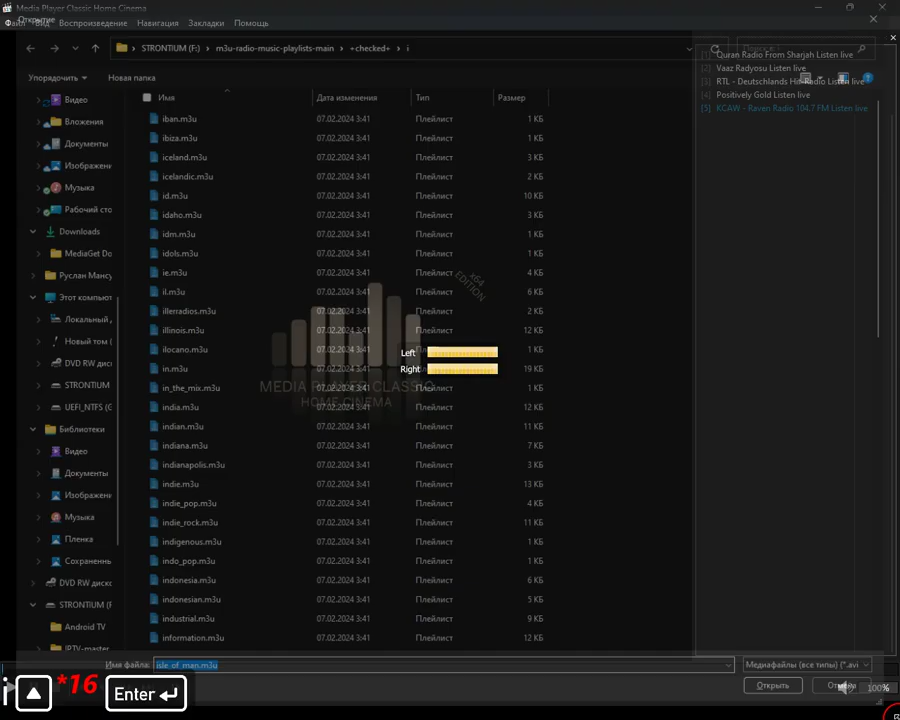 Media Player Classic Home Cinema
Открытие
Файл Вид Воспроизведение Навигация Закладки Помощь
STRONTIUM (F:) › m3u-radio-music-playlists-main › +checked+ › i
Упорядочить Новая папка
Имя Дата изменения Тип Размер
[1] Quran Radio From Sharjah Listen live
[2] Vaaz Radyosu Listen live
[3] RTL - Deutschlands Hit-Radio Listen live
[4] Positively Gold Listen live
[5] KCAW - Raven Radio 104.7 FM Listen live
Видео
Вложения
Документы
Изображени
Музыка
Рабочий сто
Downloads
MediaGet Do
Руслан Мансу
Этот компьют
Локальный д
Новый том (
DVD RW диск
STRONTIUM
UEFI_NTFS (G
Библиотеки
Видео
Документы
Изображени
Музыка
Пленка
Сохраненны
DVD RW диско
STRONTIUM (F
Android TV
IPTV-master
iban.m3u 07.02.2024 3:41 Плейлист 1 КБ
ibiza.m3u 07.02.2024 3:41 Плейлист 1 КБ
iceland.m3u 07.02.2024 3:41 Плейлист 3 КБ
icelandic.m3u 07.02.2024 3:41 Плейлист 2 КБ
id.m3u 07.02.2024 3:41 Плейлист 10 КБ
idaho.m3u 07.02.2024 3:41 Плейлист 3 КБ
idm.m3u 07.02.2024 3:41 Плейлист 1 КБ
idols.m3u 07.02.2024 3:41 Плейлист 1 КБ
ie.m3u 07.02.2024 3:41 Плейлист 4 КБ
il.m3u 07.02.2024 3:41 Плейлист 6 КБ
illerradios.m3u 07.02.2024 3:41 Плейлист 2 КБ
illinois.m3u 07.02.2024 3:41 Плейлист 12 КБ
ilocano.m3u 07.02.2024 3:41 Плейлист 1 КБ
in.m3u 07.02.2024 3:41 Плейлист 19 КБ
in_the_mix.m3u 07.02.2024 3:41 Плейлист 1 КБ
india.m3u 07.02.2024 3:41 Плейлист 12 КБ
indian.m3u 07.02.2024 3:41 Плейлист 11 КБ
indiana.m3u 07.02.2024 3:41 Плейлист 7 КБ
indianapolis.m3u 07.02.2024 3:41 Плейлист 3 КБ
indie.m3u 07.02.2024 3:41 Плейлист 13 КБ
indie_pop.m3u 07.02.2024 3:41 Плейлист 4 КБ
indie_rock.m3u 07.02.2024 3:41 Плейлист 11 КБ
indigenous.m3u 07.02.2024 3:41 Плейлист 1 КБ
indo_pop.m3u 07.02.2024 3:41 Плейлист 1 КБ
indonesia.m3u 07.02.2024 3:41 Плейлист 6 КБ
indonesian.m3u 07.02.2024 3:41 Плейлист 5 КБ
industrial.m3u 07.02.2024 3:41 Плейлист 9 КБ
information.m3u 07.02.2024 3:41 Плейлист 12 КБ
x64
EDITION
Left
Right
MEDIA PLAYER CLASSIC
HOME CINEMA
Имя файла: isle_of_man.m3u Медиафайлы (все типы) (*.avi
Открыть Отмена
*16 Enter 100%